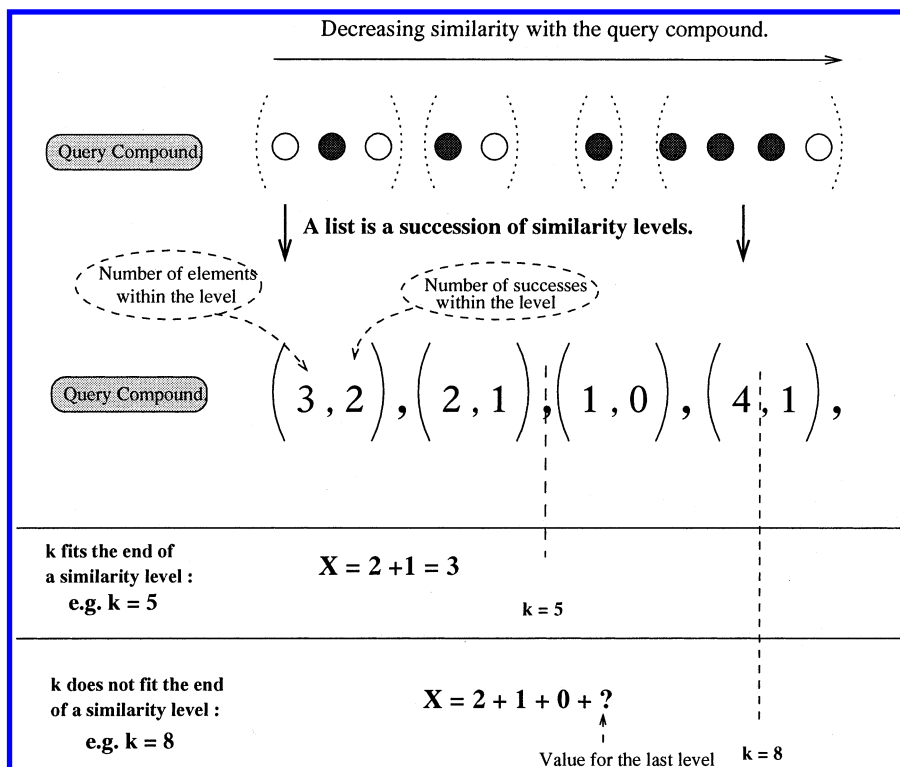 Decreasing similarity with the query compound.
Query Compound.
A list is a succession of similarity levels.
Number of elements
within the level
Number of successes
within the level
Query Compound.
(3 , 2) , (2 , 1) , (1 , 0) , (4 , 1) ,
k fits the end of
a similarity level :
e.g. k = 5
X = 2 +1 = 3
k = 5
k does not fit the end
of a similarity level :
e.g. k = 8
X = 2 + 1 + 0 + ?
Value for the last level
k = 8